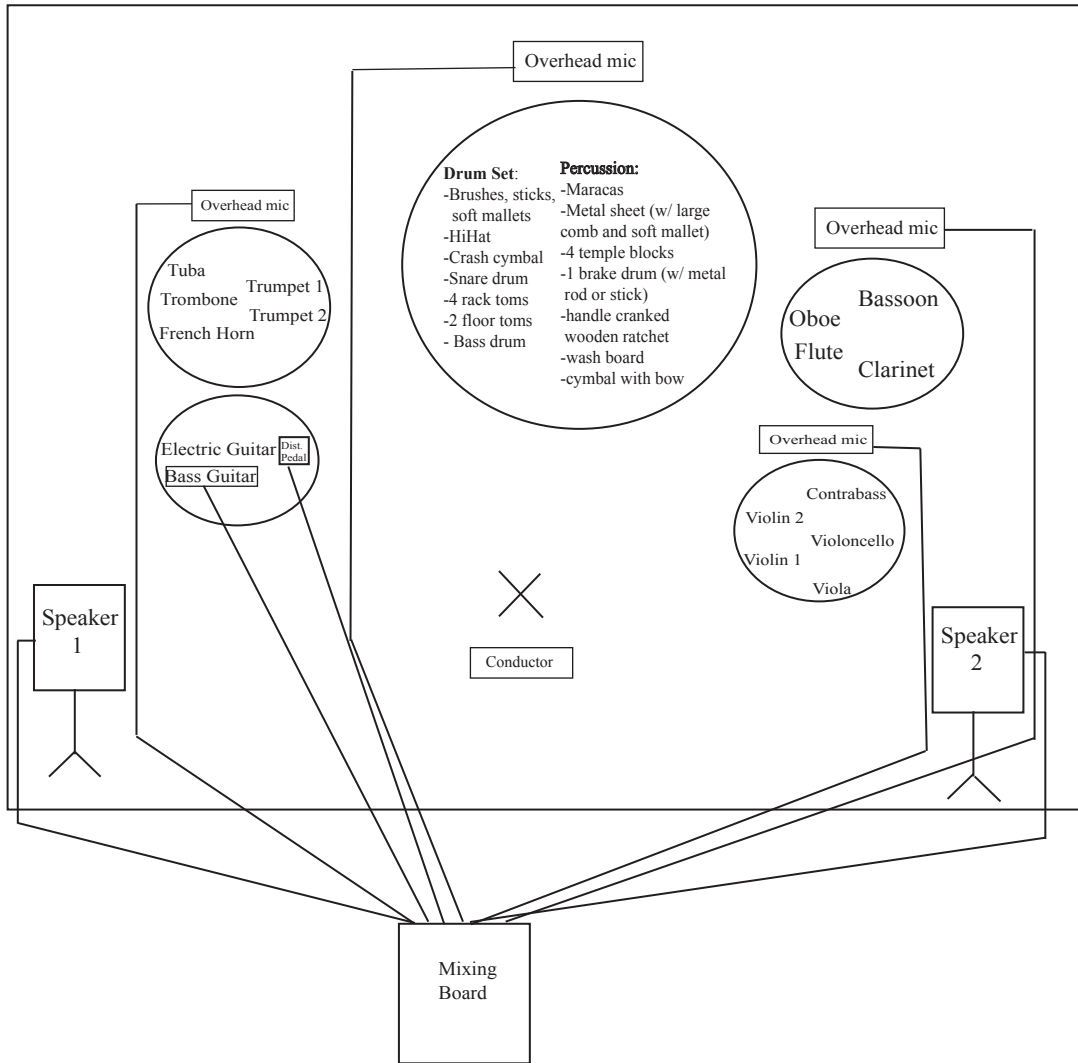 Overhead mic
Drum Set:
-Brushes, sticks,
soft mallets
-HiHat
-Crash cymbal
-Snare drum
-4 rack toms
-2 floor toms
- Bass drum
Percussion:
-Maracas
-Metal sheet (w/ large
comb and soft mallet)
-4 temple blocks
-1 brake drum (w/ metal
rod or stick)
-handle cranked
wooden ratchet
-wash board
-cymbal with bow
Overhead mic
Tuba
Trombone
French Horn
Trumpet 1
Trumpet 2
Overhead mic
Bassoon
Oboe
Flute
Clarinet
Electric Guitar
Dist.
Pedal
Bass Guitar
Overhead mic
Contrabass
Violin 2
Violoncello
Violin 1
Viola
Speaker
1
Conductor
Speaker
2
Mixing
Board